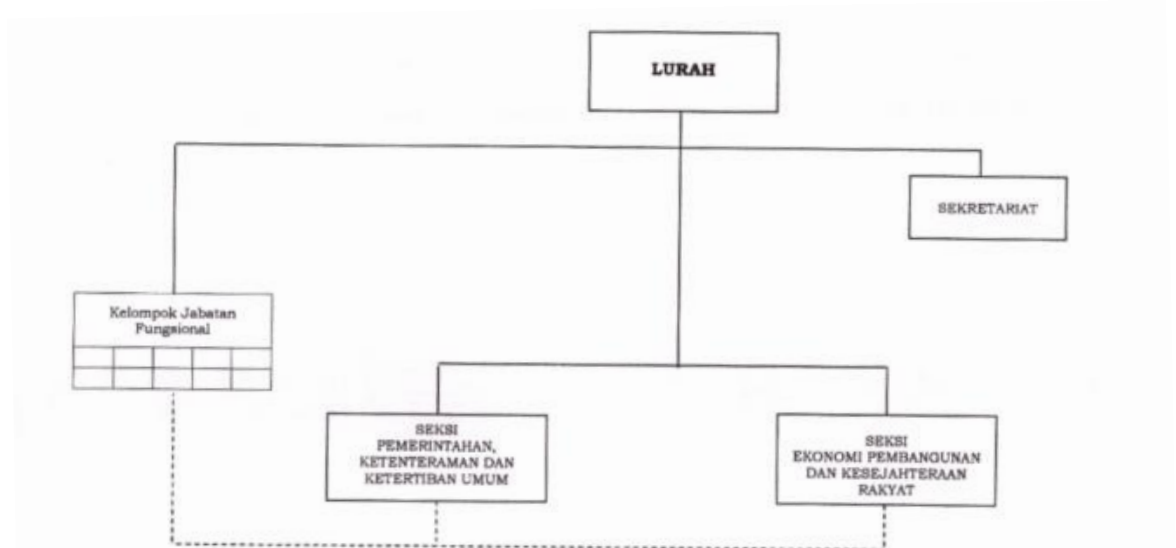 LURAH
SEKRETARIAT
Kelompok Jabatan
Fungsional
SEKSI
PEMERINTAHAN,
KETENTERAMAN DAN
KETERTIBAN UMUM
SEKSI
EKONOMI PEMBANGUNAN
DAN KESEJAHTERAAN
RAKYAT